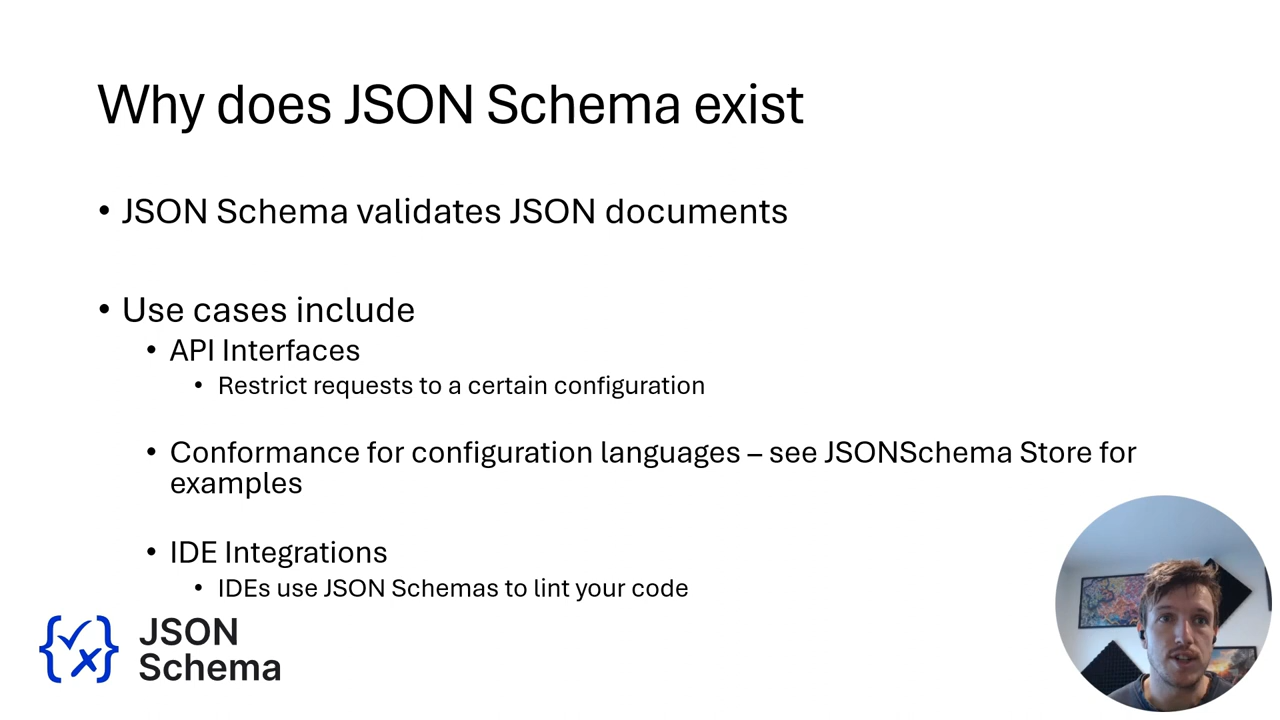 Why does JSON Schema exist
• JSON Schema validates JSON documents
• Use cases include
• API Interfaces
• Restrict requests to a certain configuration
• Conformance for configuration languages – see JSONSchema Store for
examples
• IDE Integrations
• IDEs use JSON Schemas to lint your code
JSON
Schema